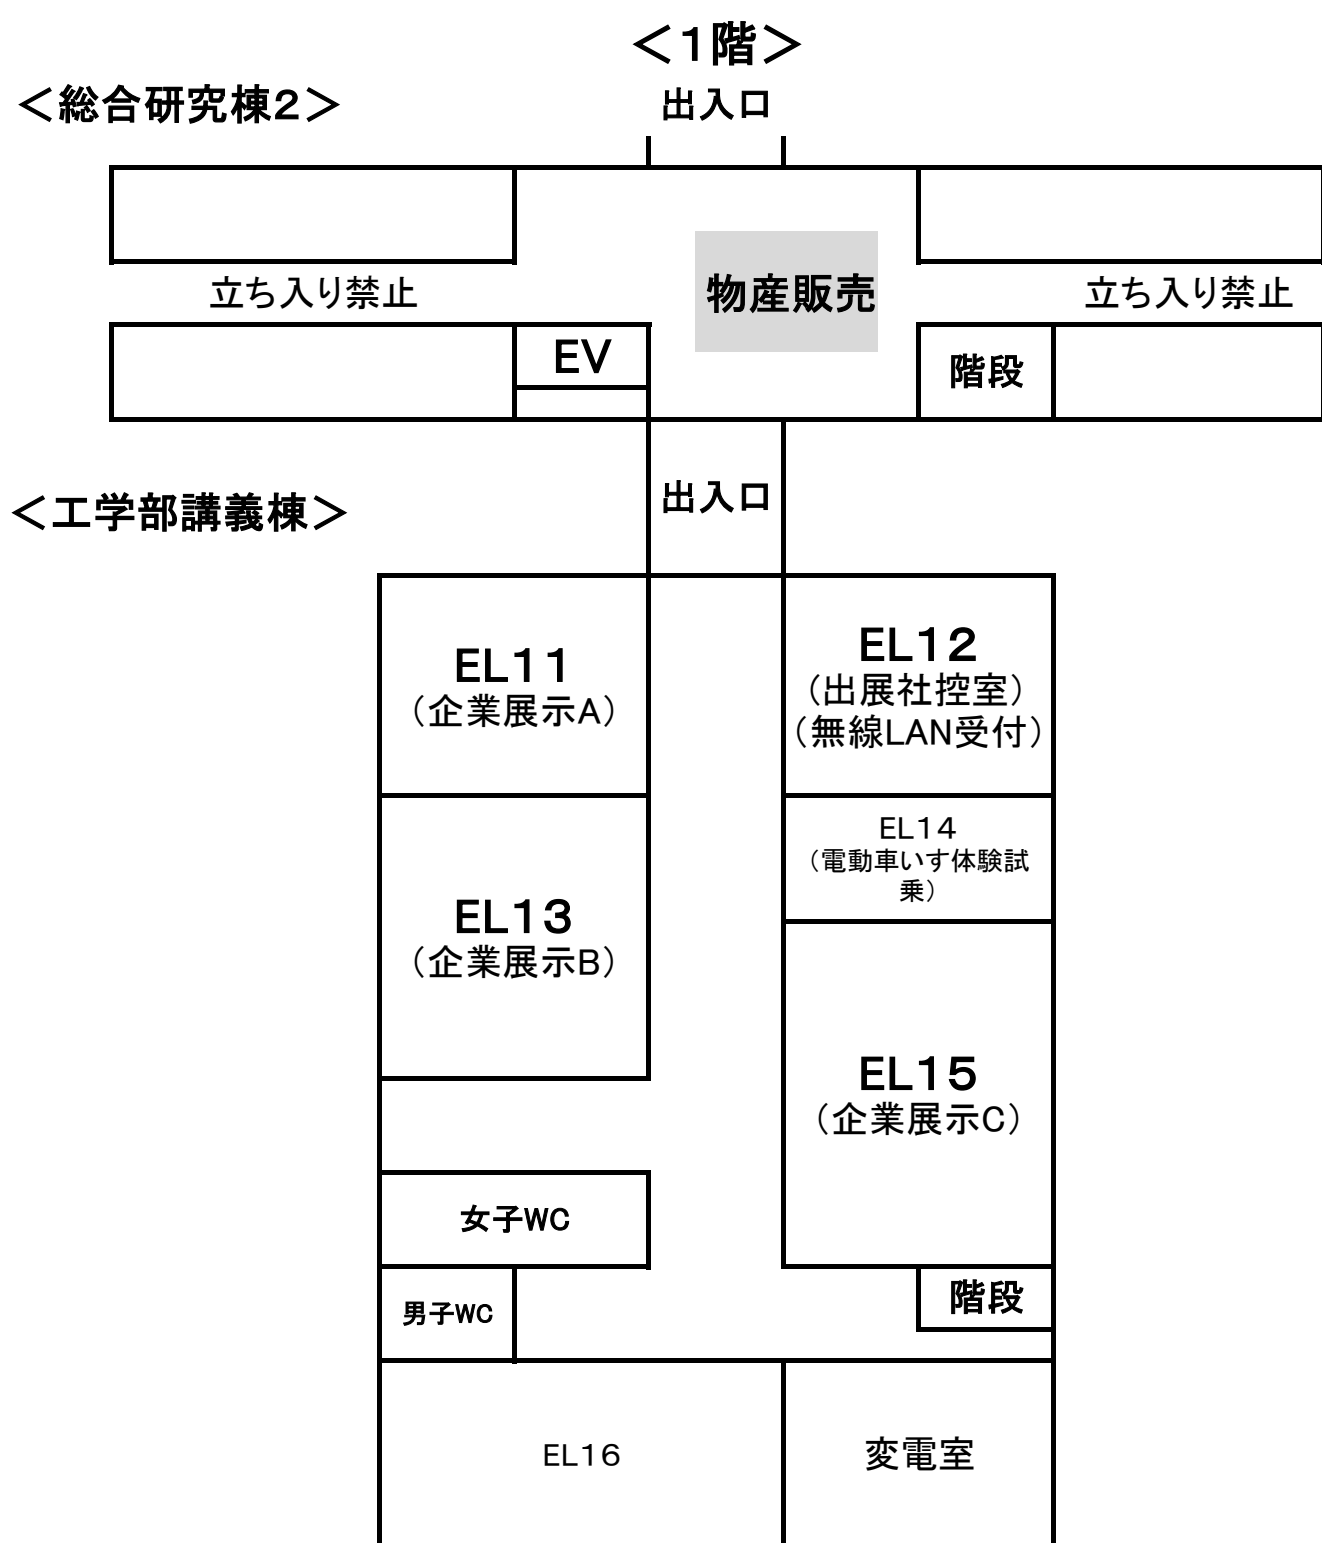 ＜１階＞
＜総合研究棟２＞
出入口
物産販売
立ち入り禁止
立ち入り禁止
EV
階段
出入口
＜工学部講義棟＞
EL１１
（企業展示A）
EL１２
（出展社控室）
（無線LAN受付）
EL１４
（電動車いす体験試
乗）
EL１３
（企業展示B）
EL１５
（企業展示C）
女子WC
階段
男子WC
EL１６
変電室